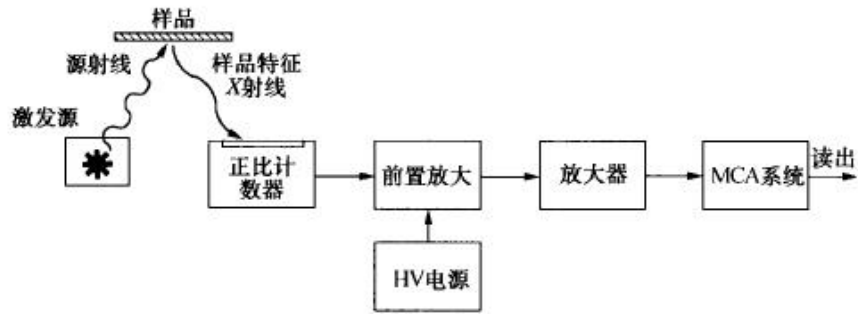 样品
源射线
样品特征
X射线
激发源
正比计
数器
前置放大
放大器
MCA系统
读出
HV电源